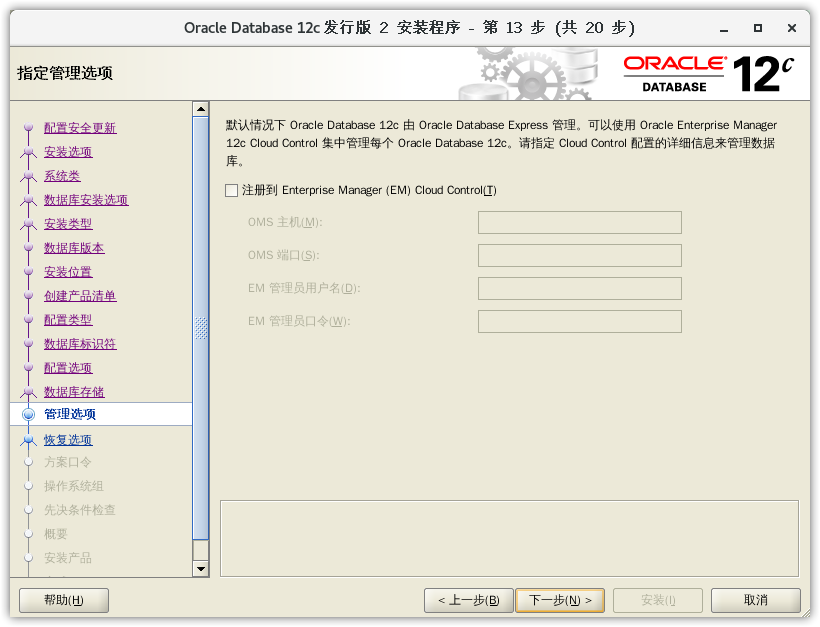 Oracle Database 12c 发行版 2 安装程序 - 第 13 步 (共 20 步)
指定管理选项
ORACLE®
DATABASE
12c
配置安全更新
安装选项
系统类
数据库安装选项
安装类型
数据库版本
安装位置
创建产品清单
配置类型
数据库标识符
配置选项
数据库存储
管理选项
恢复选项
方案口令
操作系统组
先决条件检查
概要
安装产品
默认情况下 Oracle Database 12c 由 Oracle Database Express 管理。可以使用 Oracle Enterprise Manager
12c Cloud Control 集中管理每个 Oracle Database 12c。请指定 Cloud Control 配置的详细信息来管理数据
库。
注册到 Enterprise Manager (EM) Cloud Control(T)
OMS 主机(M):
OMS 端口(S):
EM 管理员用户名(D):
EM 管理员口令(W):
帮助(H)
< 上一步(B)
下一步(N) >
安装(I)
取消